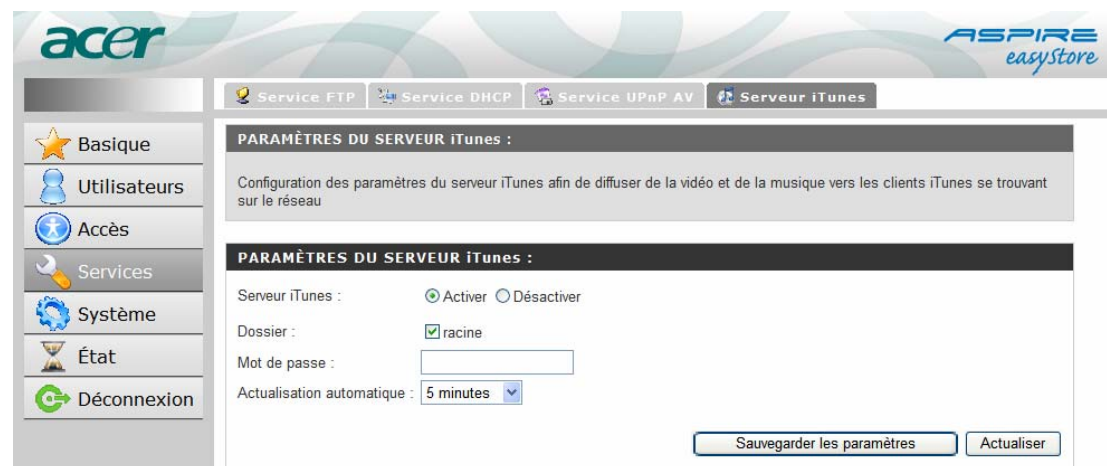 acer
ASPIRE
easyStore
Service FTP
Service DHCP
Service UPnP AV
Serveur iTunes
Basique
Utilisateurs
Accès
Services
Système
État
Déconnexion
PARAMÈTRES DU SERVEUR iTunes :
Configuration des paramètres du serveur iTunes afin de diffuser de la vidéo et de la musique vers les clients iTunes se trouvant
sur le réseau
PARAMÈTRES DU SERVEUR iTunes :
Serveur iTunes : Activer Désactiver
Dossier : racine
Mot de passe :
Actualisation automatique : 5 minutes
Sauvegarder les paramètres Actualiser